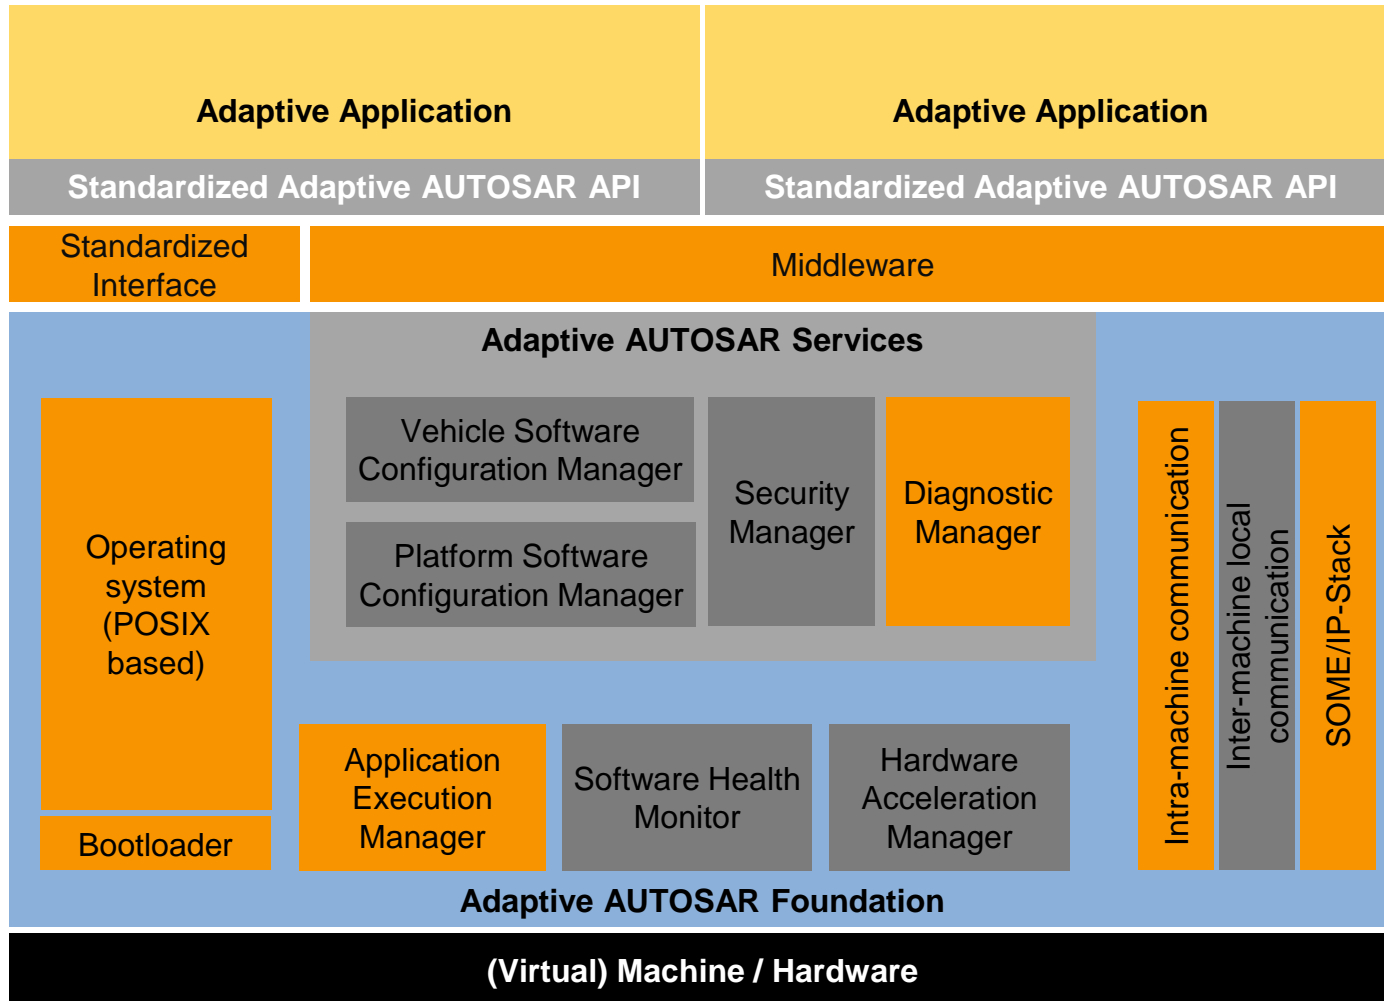 Adaptive Application
Adaptive Application
Standardized Adaptive AUTOSAR API
Standardized Adaptive AUTOSAR API
Standardized
Interface
Middleware
Adaptive AUTOSAR Services
Operating
system
(POSIX
based)
Bootloader
Vehicle Software
Configuration Manager
Platform Software
Configuration Manager
Security
Manager
Diagnostic
Manager
Application
Execution
Manager
Software Health
Monitor
Hardware
Acceleration
Manager
Intra-machine communication
Inter-machine local
communication
SOME/IP-Stack
Adaptive AUTOSAR Foundation
(Virtual) Machine / Hardware